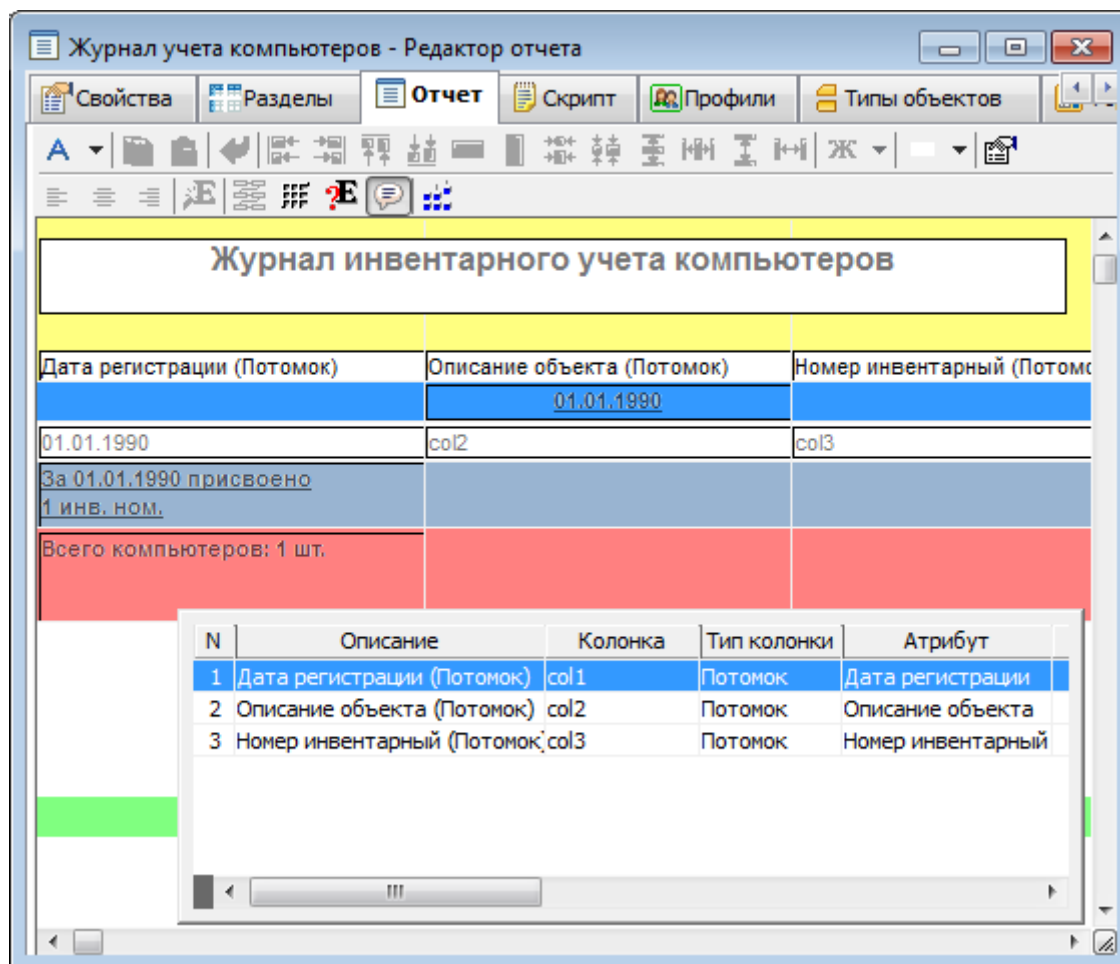 Журнал учета компьютеров - Редактор отчета
Свойства Разделы Отчет Скрипт Профили Типы объектов
A Ж
E ?E
Журнал инвентарного учета компьютеров
Дата регистрации (Потомок) Описание объекта (Потомок) Номер инвентарный (Потомо
01.01.1990
01.01.1990 col2 col3
За 01.01.1990 присвоено
1 инв. ном.
Всего компьютеров: 1 шт.
N Описание Колонка Тип колонки Атрибут
1 Дата регистрации (Потомок) col1 Потомок Дата регистрации
2 Описание объекта (Потомок) col2 Потомок Описание объекта
3 Номер инвентарный (Потомок) col3 Потомок Номер инвентарный